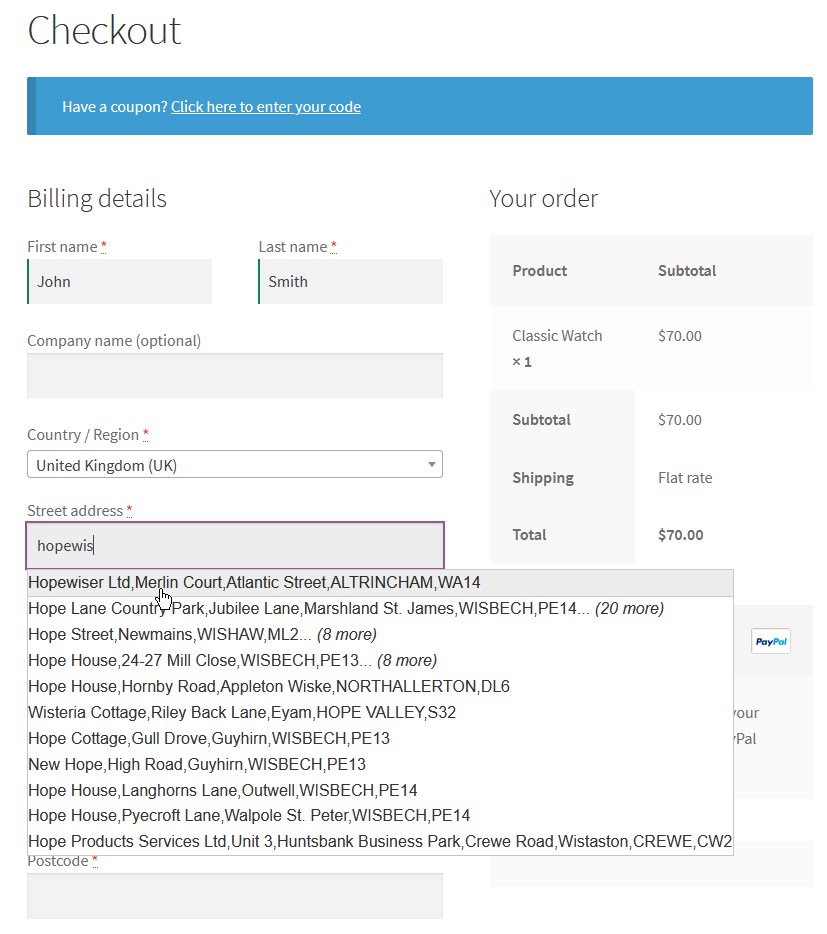 Checkout
Have a coupon? Click here to enter your code
Billing details
First name *
Last name *
John
Smith
Company name (optional)
Country / Region *
United Kingdom (UK)
Street address *
hopewis
Hopewiser Ltd,Merlin Court,Atlantic Street,ALTRINCHAM,WA14
Hope Lane Country Park,Jubilee Lane,Marshland St. James,WISBECH,PE14... (20 more)
Hope Street,Newmains,WISHAW,ML2... (8 more)
Hope House,24-27 Mill Close,WISBECH,PE13... (8 more)
Hope House,Hornby Road,Appleton Wiske,NORTHALLERTON,DL6
Wisteria Cottage,Riley Back Lane,Eyam,HOPE VALLEY,S32
Hope Cottage,Gull Drove,Guyhirn,WISBECH,PE13
New Hope,High Road,Guyhirn,WISBECH,PE13
Hope House,Langhorns Lane,Outwell,WISBECH,PE14
Hope House,Pyecroft Lane,Walpole St. Peter,WISBECH,PE14
Hope Products Services Ltd,Unit 3,Huntsbank Business Park,Crewe Road,Wistaston,CREWE,CW2
Postcode *
Your order
Product
Subtotal
Classic Watch
× 1
$70.00
Subtotal
$70.00
Shipping
Flat rate
Total
$70.00
PayPal